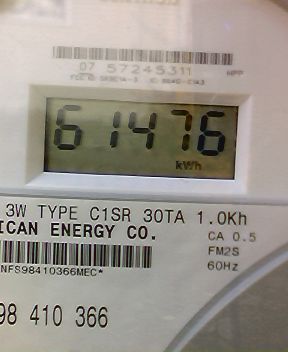 07 57245311
NPP
61476
kWh
3W TYPE C1SR 30TA 1.0Kh
ICAN ENERGY CO.
CA 0.5
FM2S
60Hz
NFS98410366MEC*
98 410 366